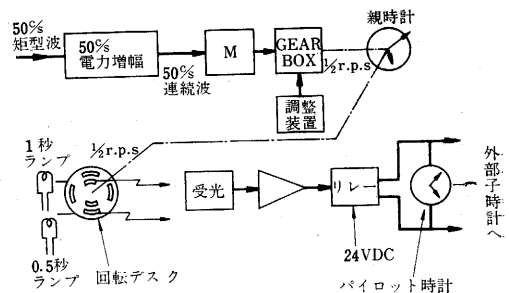 50c/s
矩型波
50c/s
電力増幅
50c/s
連続波
M
GEAR
BOX
調整
装置
1/2r.p.s
親時計
1秒
ランプ
1/2r.p.s
0.5秒
ランプ
回転デスク
受光
リレー
24VDC
パイロット時計
外部子時計へ